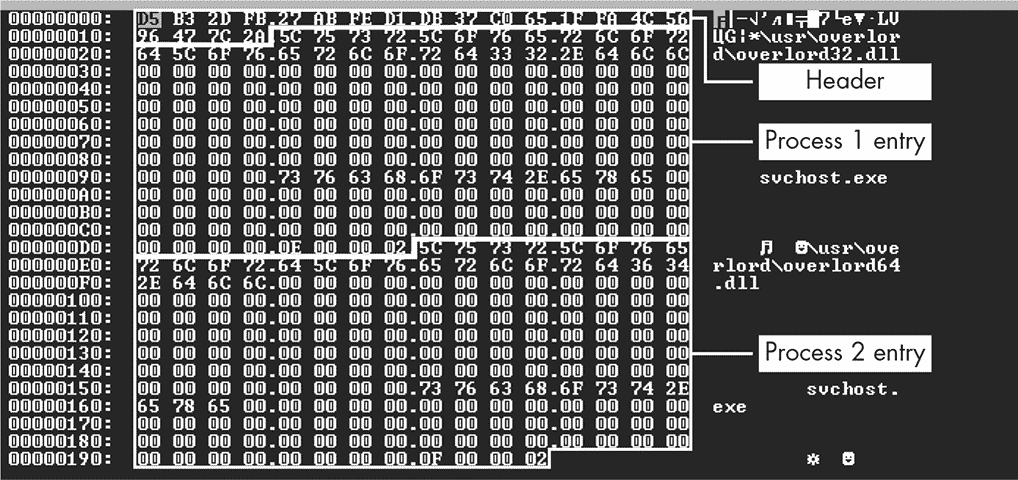 00000000: D5 B3 2D FB.27 AB FE D1.DB 37 C0 65.1F FA 4C 56 ╒│-√'л■╤█7└e▼·LV
00000010: 96 47 7C 2A 5C 75 73 72.5C 6F 76 65.72 6C 6F 72 ЦG|*\usr\overlor
00000020: 64 5C 6F 76.65 72 6C 6F.72 64 33 32.2E 64 6C 6C d\overlord32.dll
00000030: 00 00 00 00.00 00 00 00.00 00 00 00.00 00 00 00
00000040: 00 00 00 00.00 00 00 00.00 00 00 00.00 00 00 00 Header
00000050: 00 00 00 00.00 00 00 00.00 00 00 00.00 00 00 00
00000060: 00 00 00 00.00 00 00 00.00 00 00 00.00 00 00 00
00000070: 00 00 00 00.00 00 00 00.00 00 00 00.00 00 00 00 Process 1 entry
00000080: 00 00 00 00.00 00 00 00.00 00 00 00.00 00 00 00
00000090: 00 00 00 00.73 76 63 68.6F 73 74 2E.65 78 65 00 svchost.exe
000000A0: 00 00 00 00.00 00 00 00.00 00 00 00.00 00 00 00
000000B0: 00 00 00 00.00 00 00 00.00 00 00 00.00 00 00 00
000000C0: 00 00 00 00.00 00 00 00.00 00 00 00.00 00 00 00
000000D0: 00 00 00 00.0E 00 00 02 5C 75 73 72.5C 6F 76 65 ♫ ☻\usr\ove
000000E0: 72 6C 6F 72.64 5C 6F 76.65 72 6C 6F.72 64 36 34 rlord\overlord64
000000F0: 2E 64 6C 6C.00 00 00 00.00 00 00 00.00 00 00 00 .dll
00000100: 00 00 00 00.00 00 00 00.00 00 00 00.00 00 00 00
00000110: 00 00 00 00.00 00 00 00.00 00 00 00.00 00 00 00
00000120: 00 00 00 00.00 00 00 00.00 00 00 00.00 00 00 00
00000130: 00 00 00 00.00 00 00 00.00 00 00 00.00 00 00 00 Process 2 entry
00000140: 00 00 00 00.00 00 00 00.00 00 00 00.00 00 00 00
00000150: 00 00 00 00.00 00 00 00.73 76 63 68.6F 73 74 2E svchost.
00000160: 65 78 65 00.00 00 00 00.00 00 00 00.00 00 00 00 exe
00000170: 00 00 00 00.00 00 00 00.00 00 00 00.00 00 00 00
00000180: 00 00 00 00.00 00 00 00.00 00 00 00.00 00 00 00
00000190: 00 00 00 00.00 00 00 00.0F 00 00 02 ☼ ☻